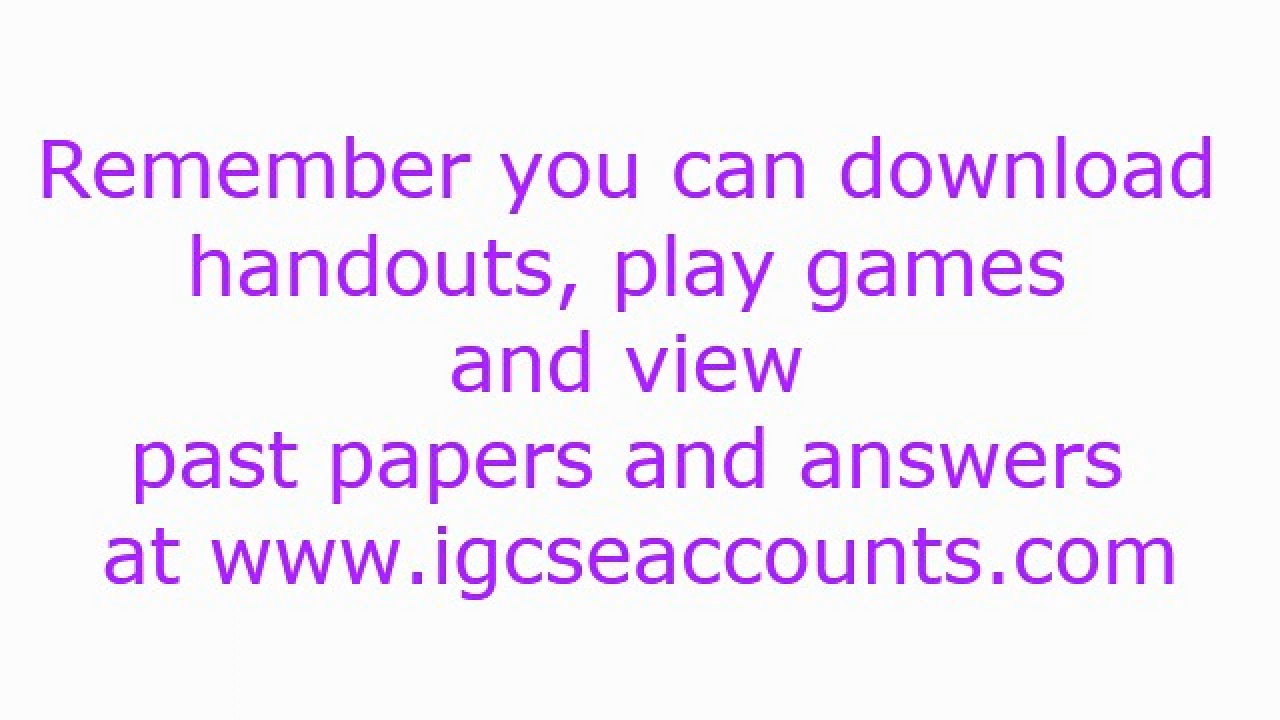 Remember you can download
handouts, play games
and view
past papers and answers
at www.igcseaccounts.com